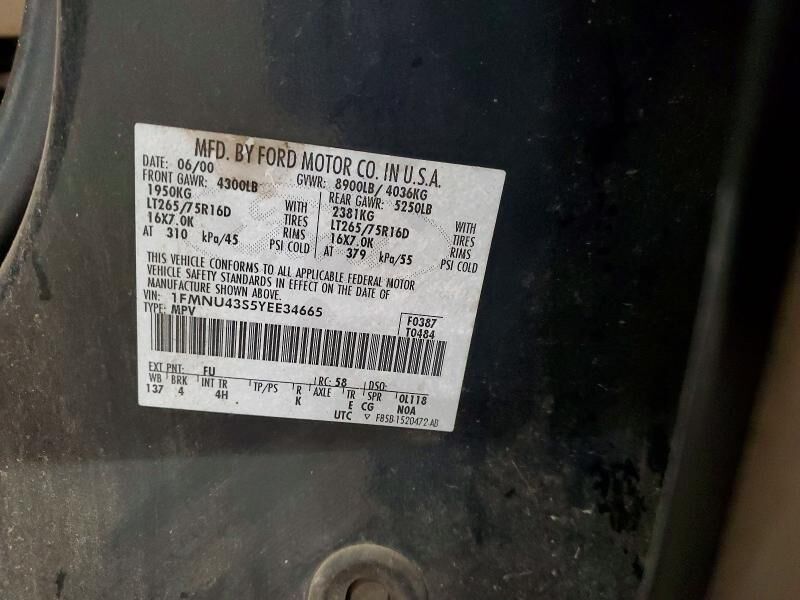 MFD. BY FORD MOTOR CO. IN U.S.A.
DATE: 06/00 GVWR: 8900LB/ 4036KG
FRONT GAWR: 4300LB REAR GAWR: 5250LB
1950KG WITH 2381KG WITH
LT265/75R16D TIRES LT265/75R16D TIRES
16X7.0K RIMS 16X7.0K RIMS
AT 310 kPa/45 PSI COLD AT 379 kPa/55 PSI COLD
THIS VEHICLE CONFORMS TO ALL APPLICABLE FEDERAL MOTOR
VEHICLE SAFETY STANDARDS IN EFFECT ON THE DATE OF
MANUFACTURE SHOWN ABOVE.
VIN: 1FMNU43S5YEE34665 F0387
TYPE: MPV T0484
EXT PNT: FU RC: 58 DSO:
WB BRK INT TR TP/PS R AXLE TR SPR 0L118
137 4 4H K E CG N0A
UTC ▽ F85B-1520472-AB